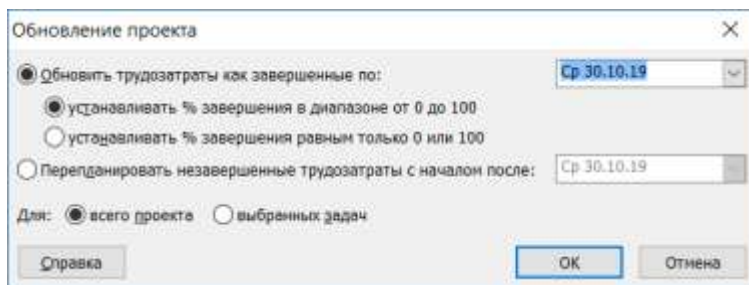 Обновление проекта
Обновить трудозатраты как завершенные по: Ср 30.10.19
устанавливать % завершения в диапазоне от 0 до 100
устанавливать % завершения равным только 0 или 100
Перепланировать незавершенные трудозатраты с началом после: Ср 30.10.19
Для: всего проекта выбранных задач
Справка ОК Отмена